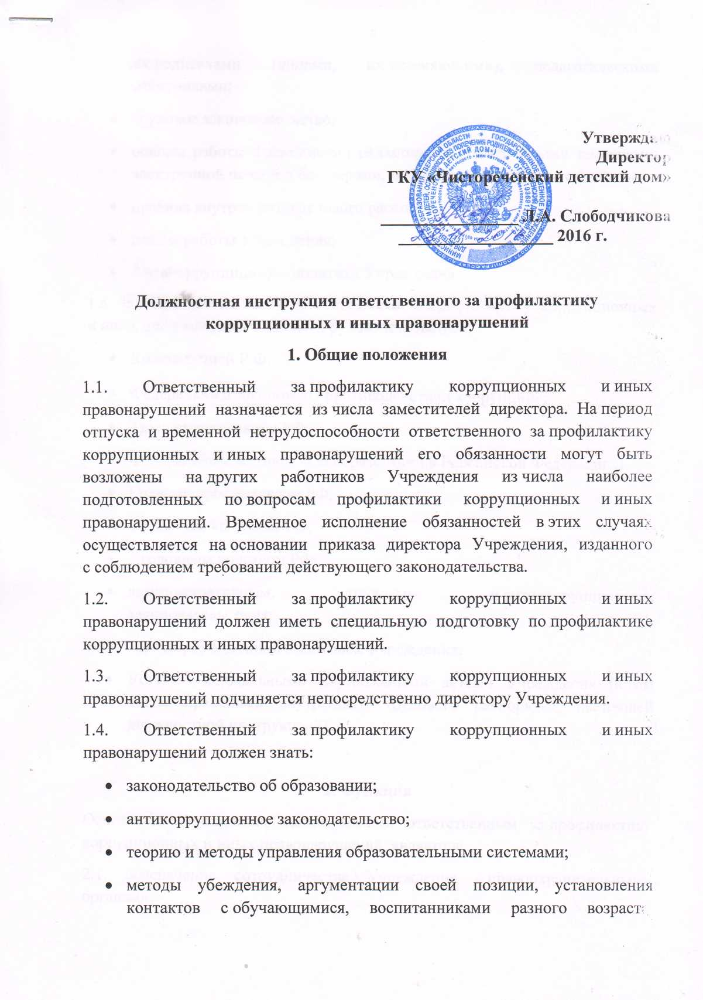 Утверждаю
Директор
ГКУ «Чистореченский детский дом»
Л.А. Слободчикова
2016 г.
Должностная инструкция ответственного за профилактику
коррупционных и иных правонарушений
1. Общие положения
1.1. Ответственный за профилактику коррупционных и иных
правонарушений назначается из числа заместителей директора. На период
отпуска и временной нетрудоспособности ответственного за профилактику
коррупционных и иных правонарушений его обязанности могут быть
возложены на других работников Учреждения из числа наиболее
подготовленных по вопросам профилактики коррупционных и иных
правонарушений. Временное исполнение обязанностей в этих случаях
осуществляется на основании приказа директора Учреждения, изданного
с соблюдением требований действующего законодательства.
1.2. Ответственный за профилактику коррупционных и иных
правонарушений должен иметь специальную подготовку по профилактике
коррупционных и иных правонарушений.
1.3. Ответственный за профилактику коррупционных и иных
правонарушений подчиняется непосредственно директору Учреждения.
1.4. Ответственный за профилактику коррупционных и иных
правонарушений должен знать:
• законодательство об образовании;
• антикоррупционное законодательство;
• теорию и методы управления образовательными системами;
• методы убеждения, аргументации своей позиции, установления
контактов с обучающимися, воспитанниками разного возраста